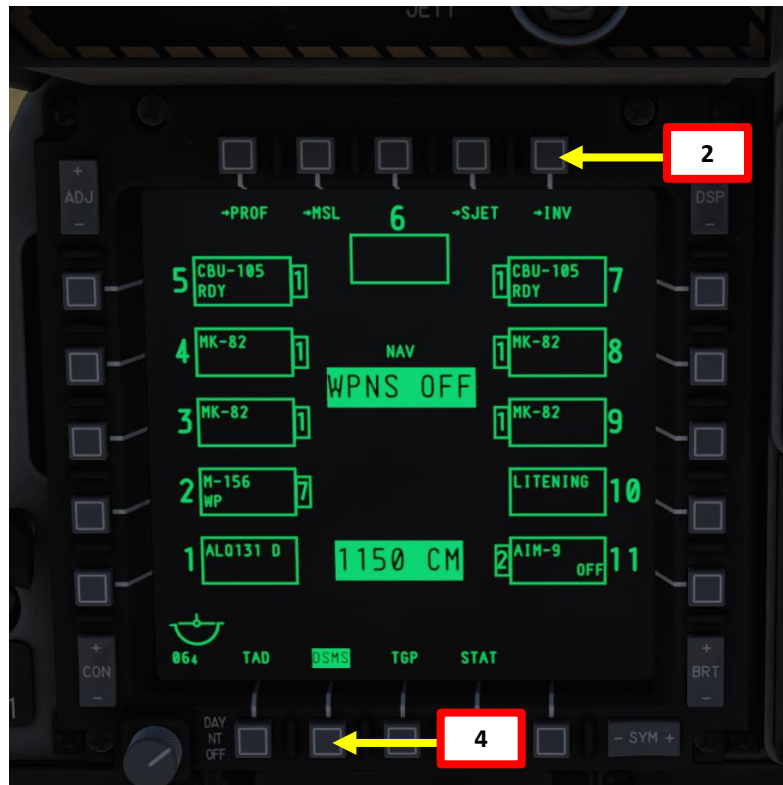 JETT
2
+
ADJ
-
DSP
-
→PROF →MSL 6 →SJET →INV
5 CBU-105 1
RDY
1 CBU-105 7
RDY
4 MK-82 1
NAV
1 MK-82 8
WPNS OFF
3 MK-82 1
1 MK-82 9
2 M-156 7
WP
LITENING 10
1 ALQ131 D
1150 CM
2 AIM-9 11
OFF
064 TAD DSMS TGP STAT
+
CON
-
+
BRT
-
DAY
NT
OFF
4
- SYM +
1